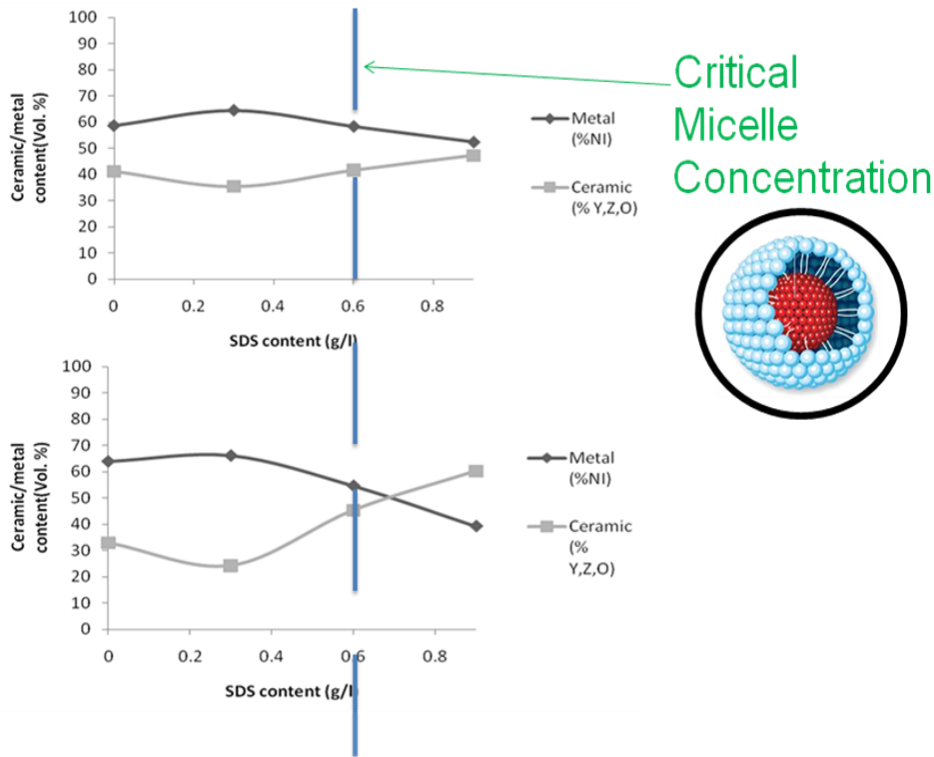 100
90
80
70
60
50
40
30
20
10
0
Ceramic/metal
content(Vol. %)
0
0.2
0.4
0.6
0.8
SDS content (g/l)
Metal
(%NI)
Ceramic
(% Y,Z,O)
Critical
Micelle
Concentration
100
90
80
70
60
50
40
30
20
10
0
Ceramic/metal
content(Vol. %)
0
0.2
0.4
0.6
0.8
SDS content (g/l)
Metal
(%NI)
Ceramic
(%
Y,Z,O)